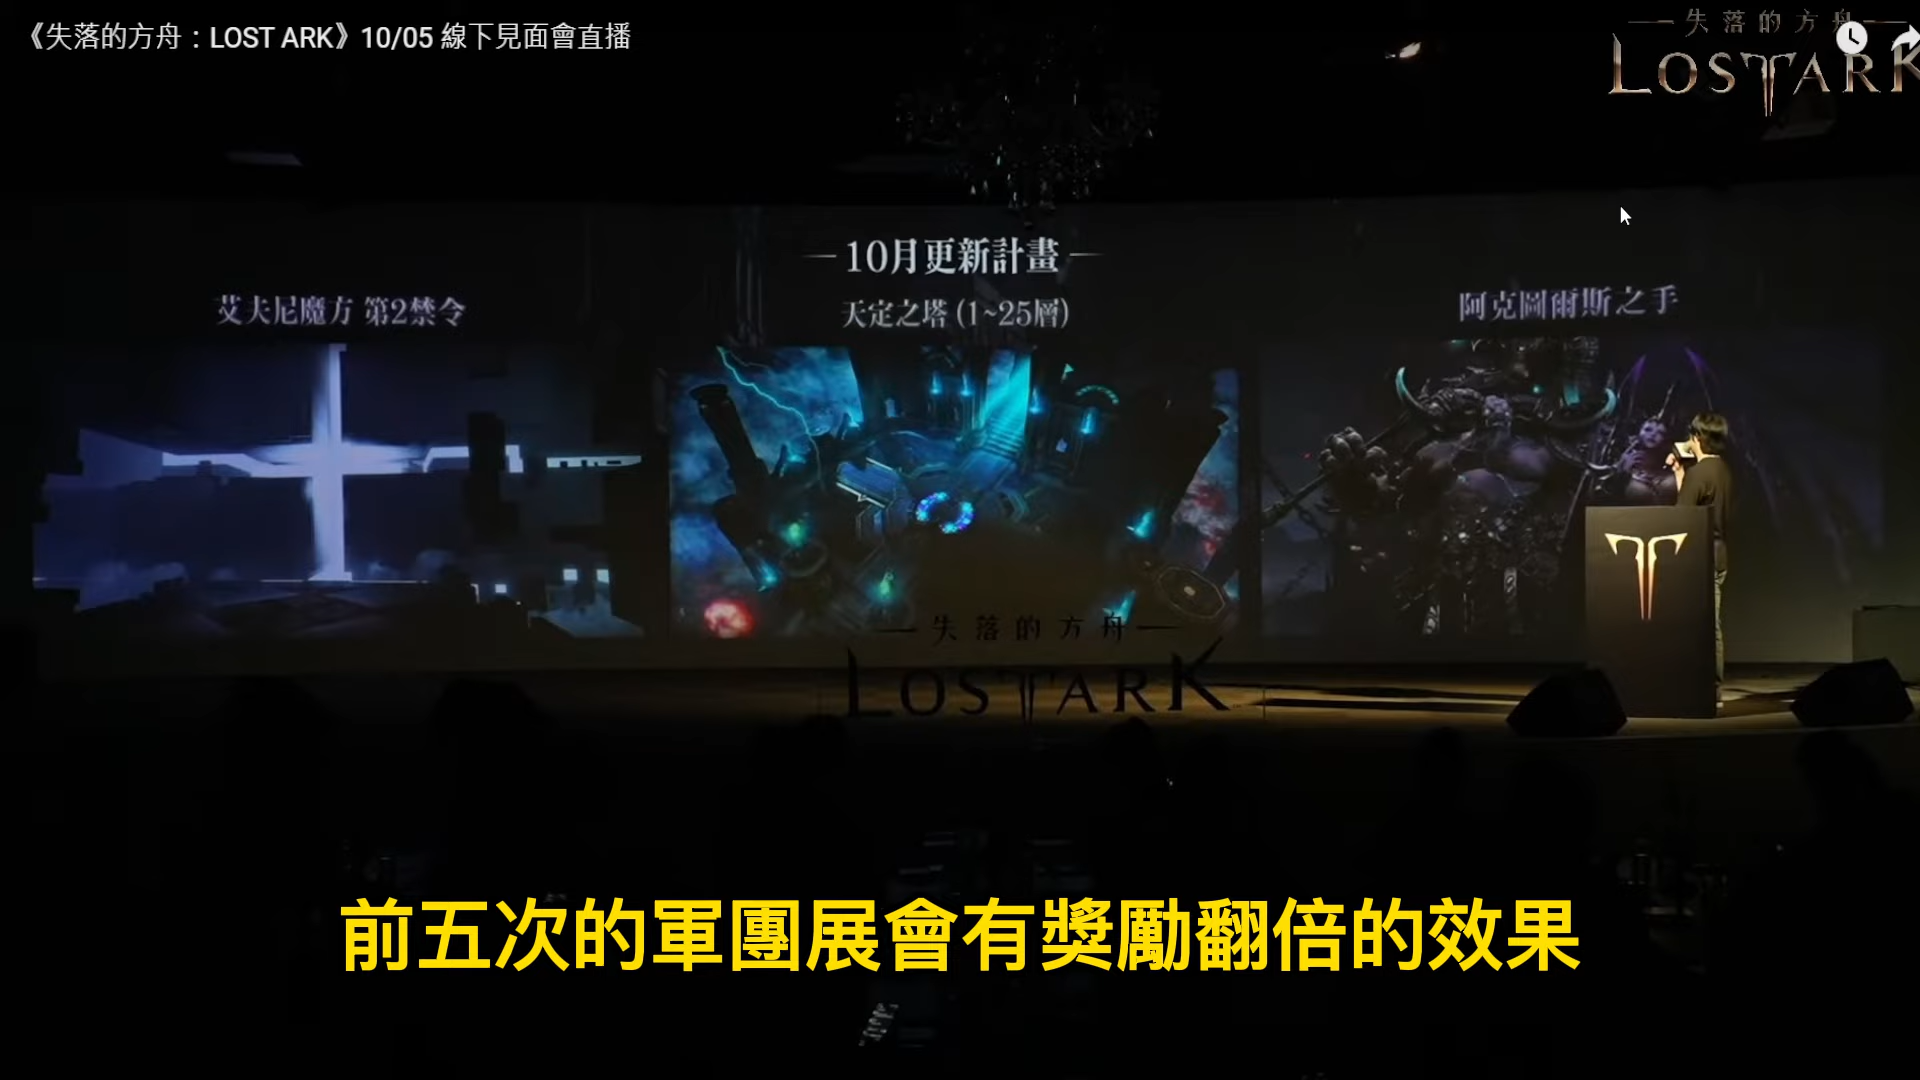 《失落的方舟：LOST ARK》10/05 線下見面會直播
失落的方舟
LOST ARK
10月更新計畫
艾夫尼魔方 第2禁令
天定之塔 (1~25層)
阿克圖爾斯之手
失落的方舟
LOST ARK
前五次的軍團展會有獎勵翻倍的效果